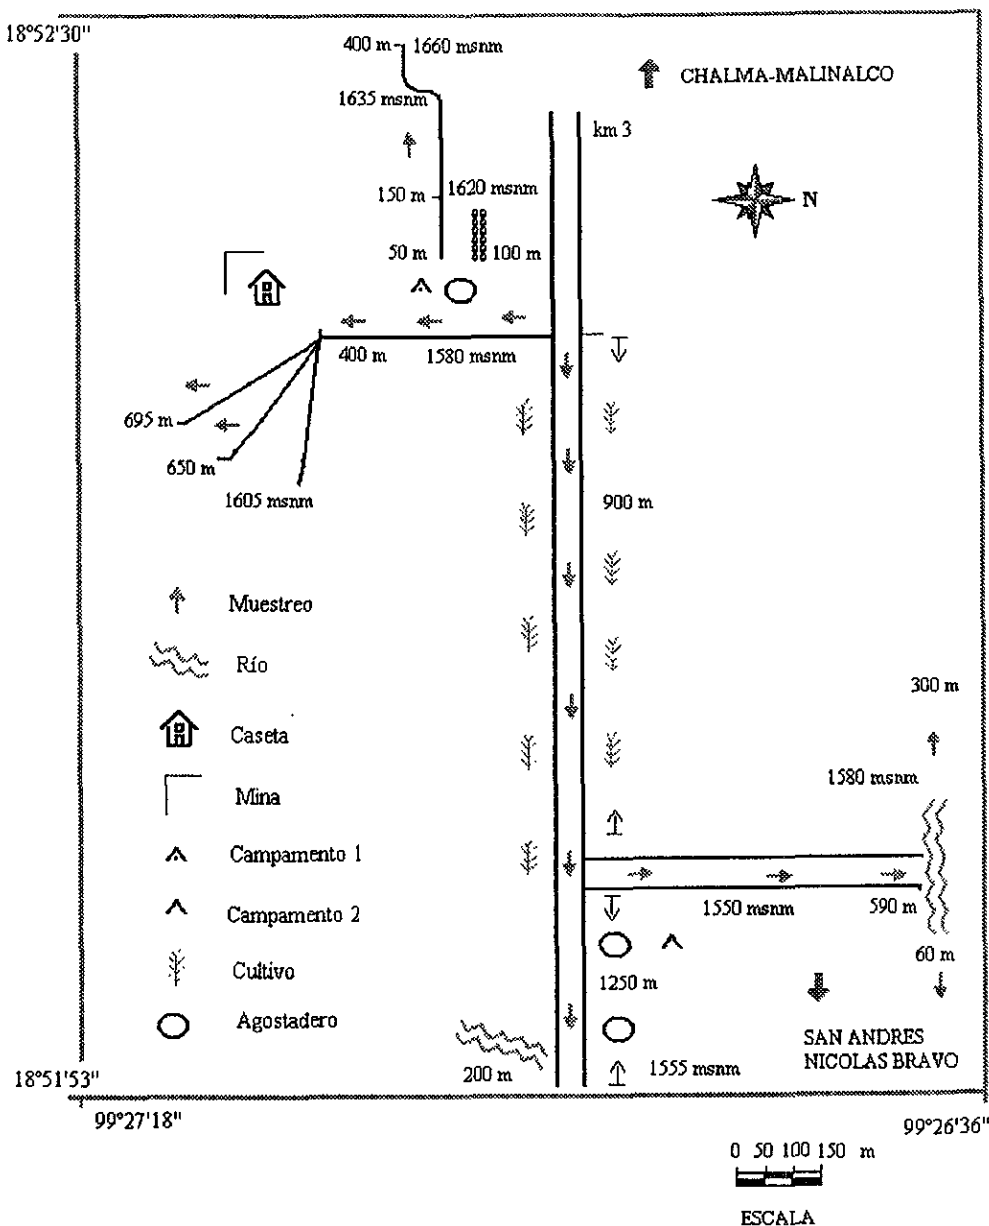 18°52'30"
400 m
1660 msnm
CHALMA-MALINALCO
1635 msnm
km 3
150 m
1620 msnm
N
50 m
100 m
400 m
1580 msnm
695 m
650 m
1605 msnm
900 m
Muestreo
Río
300 m
Caseta
1580 msnm
Mina
Campamento 1
Campamento 2
1550 msnm
590 m
60 m
Cultivo
1250 m
Agostadero
SAN ANDRES
NICOLAS BRAVO
200 m
1555 msnm
18°51'53"
99°27'18"
99°26'36"
0 50 100 150 m
ESCALA